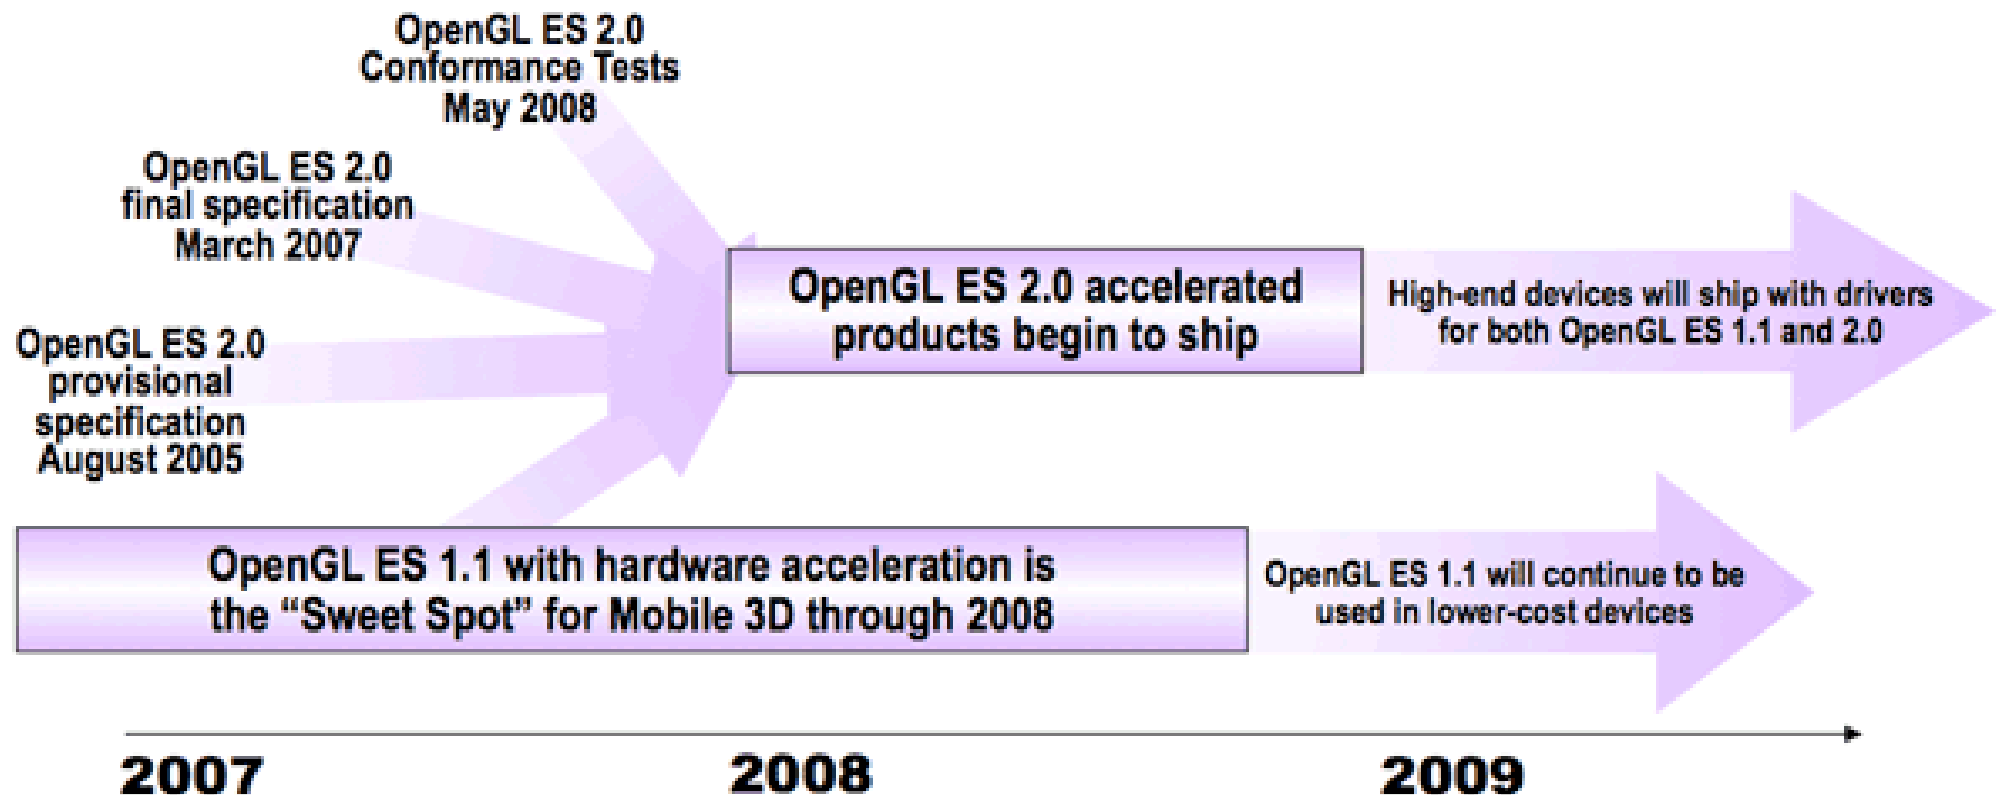 OpenGL ES 2.0
Conformance Tests
May 2008
OpenGL ES 2.0
final specification
March 2007
OpenGL ES 2.0
provisional
specification
August 2005
OpenGL ES 2.0 accelerated
products begin to ship
High-end devices will ship with drivers
for both OpenGL ES 1.1 and 2.0
OpenGL ES 1.1 with hardware acceleration is
the “Sweet Spot” for Mobile 3D through 2008
OpenGL ES 1.1 will continue to be
used in lower-cost devices
2007
2008
2009